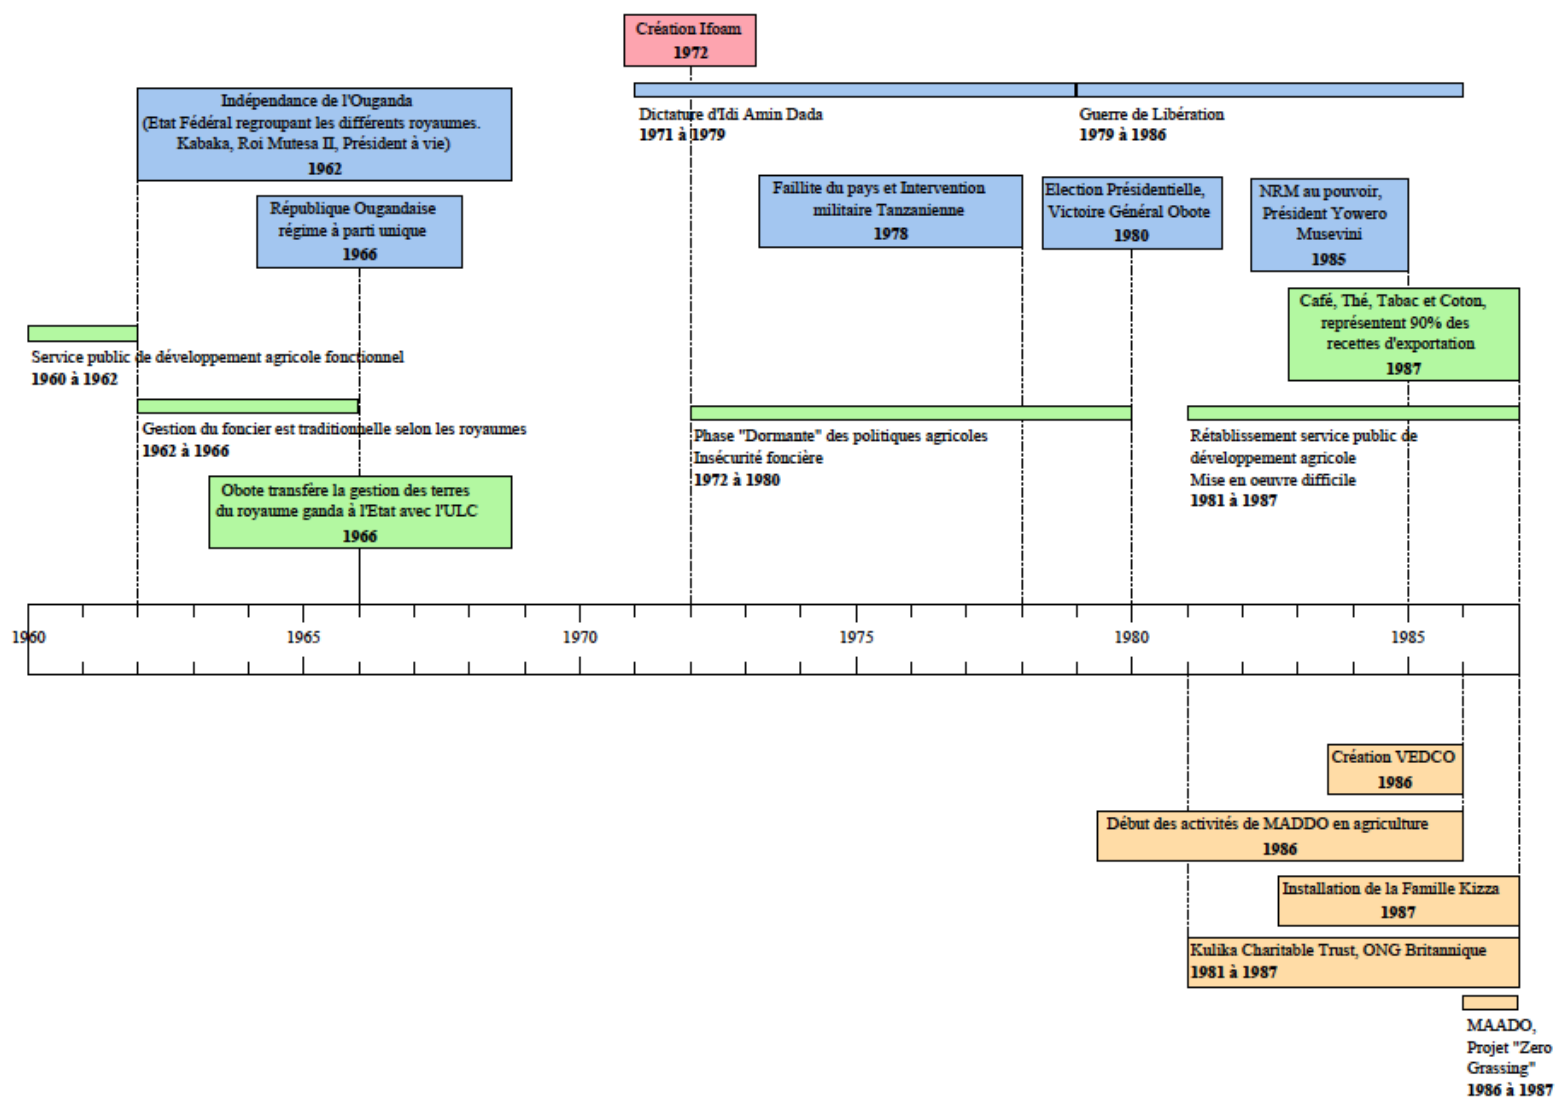 Création Ifoam
1972
Indépendance de l'Ouganda
(Etat Fédéral regroupant les différents royaumes.
Kabaka, Roi Mutesa II, Président à vie)
1962
Dictature d'Idi Amin Dada
1971 à 1979
Guerre de Libération
1979 à 1986
République Ougandaise
régime à parti unique
1966
Faillite du pays et Intervention
militaire Tanzanienne
1978
Election Présidentielle,
Victoire Général Obote
1980
NRM au pouvoir,
Président Yowero
Musevini
1985
Café, Thé, Tabac et Coton,
représentent 90% des
recettes d'exportation
1987
Service public de développement agricole fonctionnel
1960 à 1962
Gestion du foncier est traditionnelle selon les royaumes
1962 à 1966
Phase "Dormante" des politiques agricoles
Insécurité foncière
1972 à 1980
Rétablissement service public de
développement agricole
Mise en oeuvre difficile
1981 à 1987
Obote transfère la gestion des terres
du royaume ganda à l'Etat avec l'ULC
1966
1960 1965 1970 1975 1980 1985
Création VEDCO
1986
Début des activités de MADDO en agriculture
1986
Installation de la Famille Kizza
1987
Kulika Charitable Trust, ONG Britannique
1981 à 1987
MAADO,
Projet "Zero
Grassing"
1986 à 1987